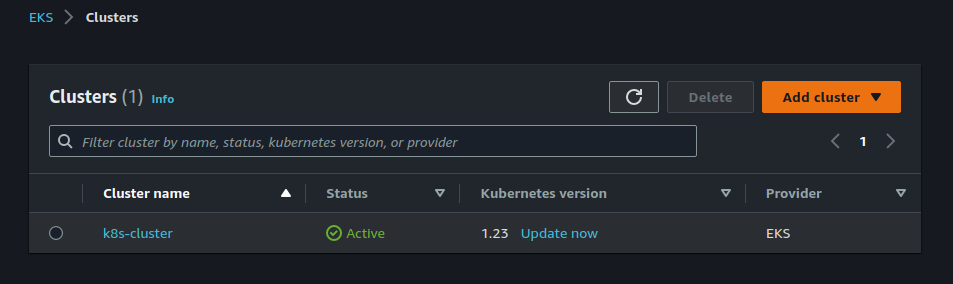 EKS Clusters
Clusters (1) Info
Delete
Add cluster
Filter cluster by name, status, kubernetes version, or provider
1
Cluster name Status Kubernetes version Provider
k8s-cluster Active 1.23 Update now EKS